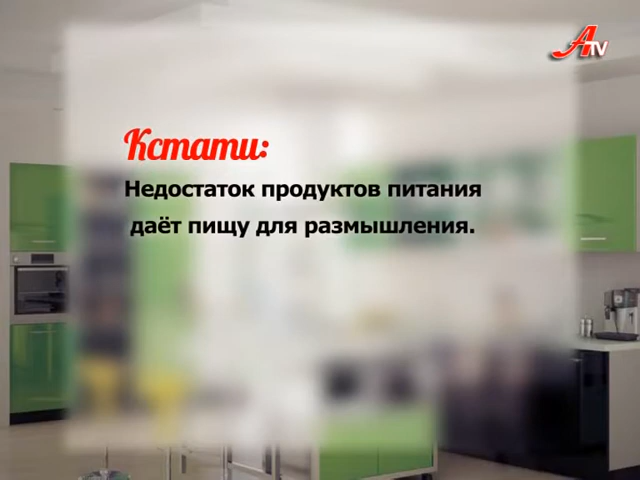 ATV
Кстати:
Недостаток продуктов питания
даёт пищу для размышления.